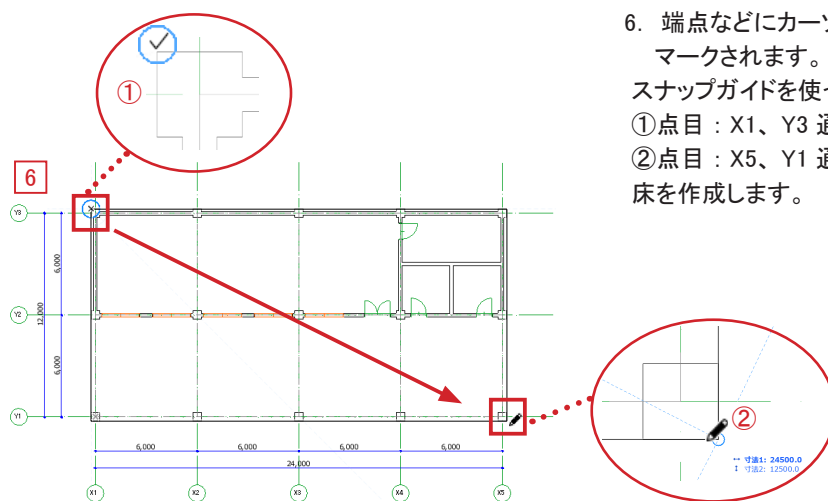 6. 端点などにカーソ
マークされます。
スナップガイドを使っ
①点目：X1、Y3 通
②点目：X5、Y1 通
床を作成します。
①
6
Y3
Y2
Y1
6,000
12,000
6,000
6,000
6,000
6,000
6,000
24,000
X1
X2
X3
X4
X5
②
寸法1: 24500.0
寸法2: 12500.0